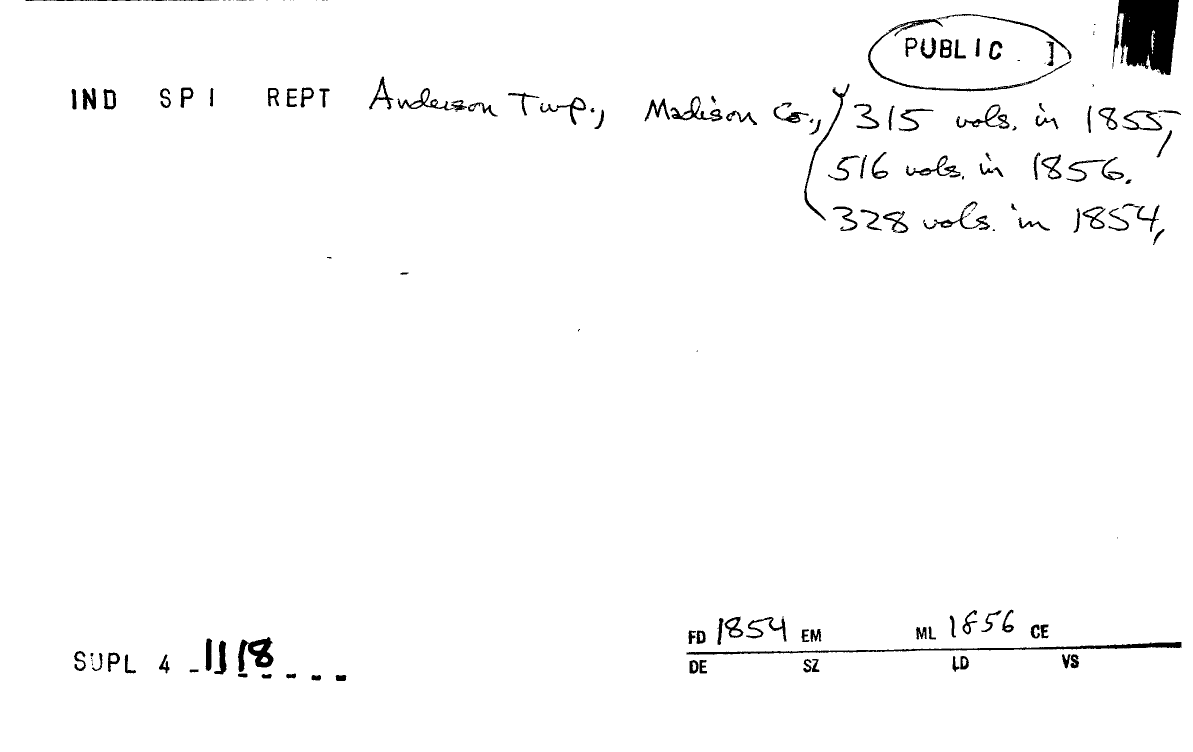 PUBLIC I
IND SPI REPT Anderson Twp., Madison Co., 315 vols. in 1855,
516 vols. in 1856.
328 vols. in 1854,
FD 1854 EM ML 1856 CE
SUPL 4 1118
DE SZ LD VS